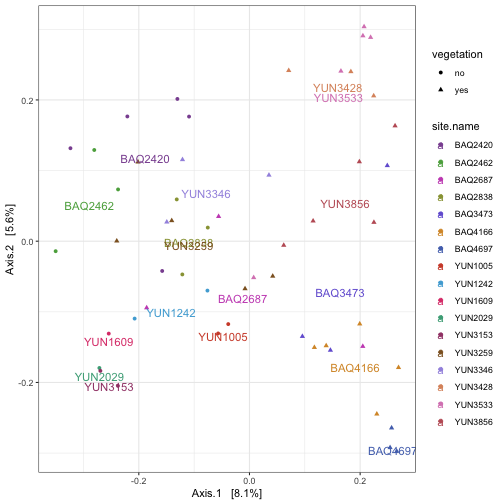 vegetation
no
yes
site.name
BAQ2420
BAQ2462
BAQ2687
BAQ2838
BAQ3473
BAQ4166
BAQ4697
YUN1005
YUN1242
YUN1609
YUN2029
YUN3153
YUN3259
YUN3346
YUN3428
YUN3533
YUN3856
YUN3428
YUN3533
BAQ2420
YUN3346
BAQ2462
YUN3856
BAQ2838
YUN3259
BAQ3473
BAQ2687
YUN1242
YUN1005
YUN1609
BAQ4166
YUN2029
YUN3153
BAQ4697
0.2
0.0
-0.2
-0.2
0.0
0.2
Axis.2 [5.6%]
Axis.1 [8.1%]